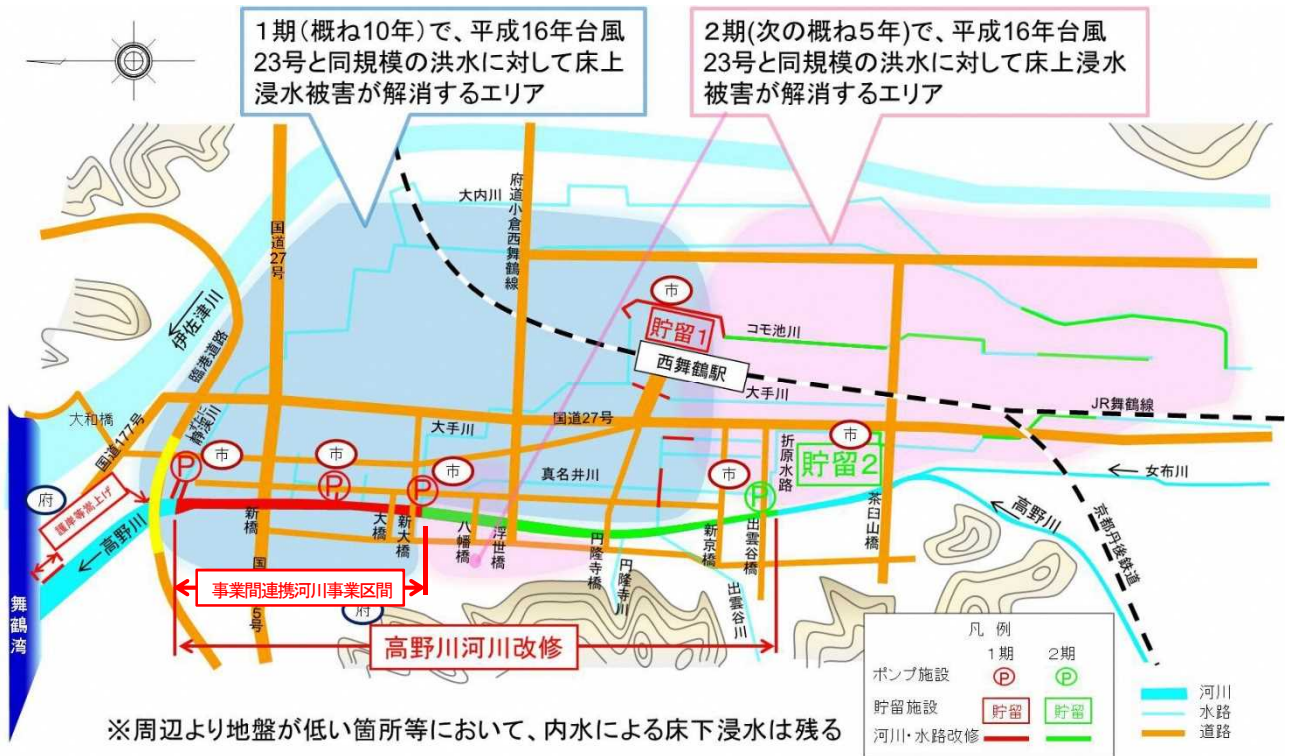 1期(概ね10年)で、平成16年台風
23号と同規模の洪水に対して床上
浸水被害が解消するエリア
2期(次の概ね5年)で、平成16年台風
23号と同規模の洪水に対して床上浸水
被害が解消するエリア
大内川
府道小倉西舞鶴線
国道27号
伊佐津川
臨港道路
市
貯留1
コモ池川
西舞鶴駅
大手川
JR舞鶴線
大和橋
国道177号
静渓川
国道27号
大手川
折原水路
市
貯留2
女布川
P
市
市
P
市
P
真名井川
市
P
府
護岸等嵩上げ
高野川
新橋
大橋
新大橋
八幡橋
浮世橋
円隆寺橋
円隆寺川
新京橋
出雲谷橋
出雲谷川
茶臼山橋
高野川
京都丹後鉄道
事業間連携河川事業区間
国
5号
府
舞鶴湾
高野川河川改修
凡 例
1期 2期
ポンプ施設 P P
貯留施設 貯留 貯留
河川・水路改修
河川
水路
道路
※周辺より地盤が低い箇所等において、内水による床下浸水は残る